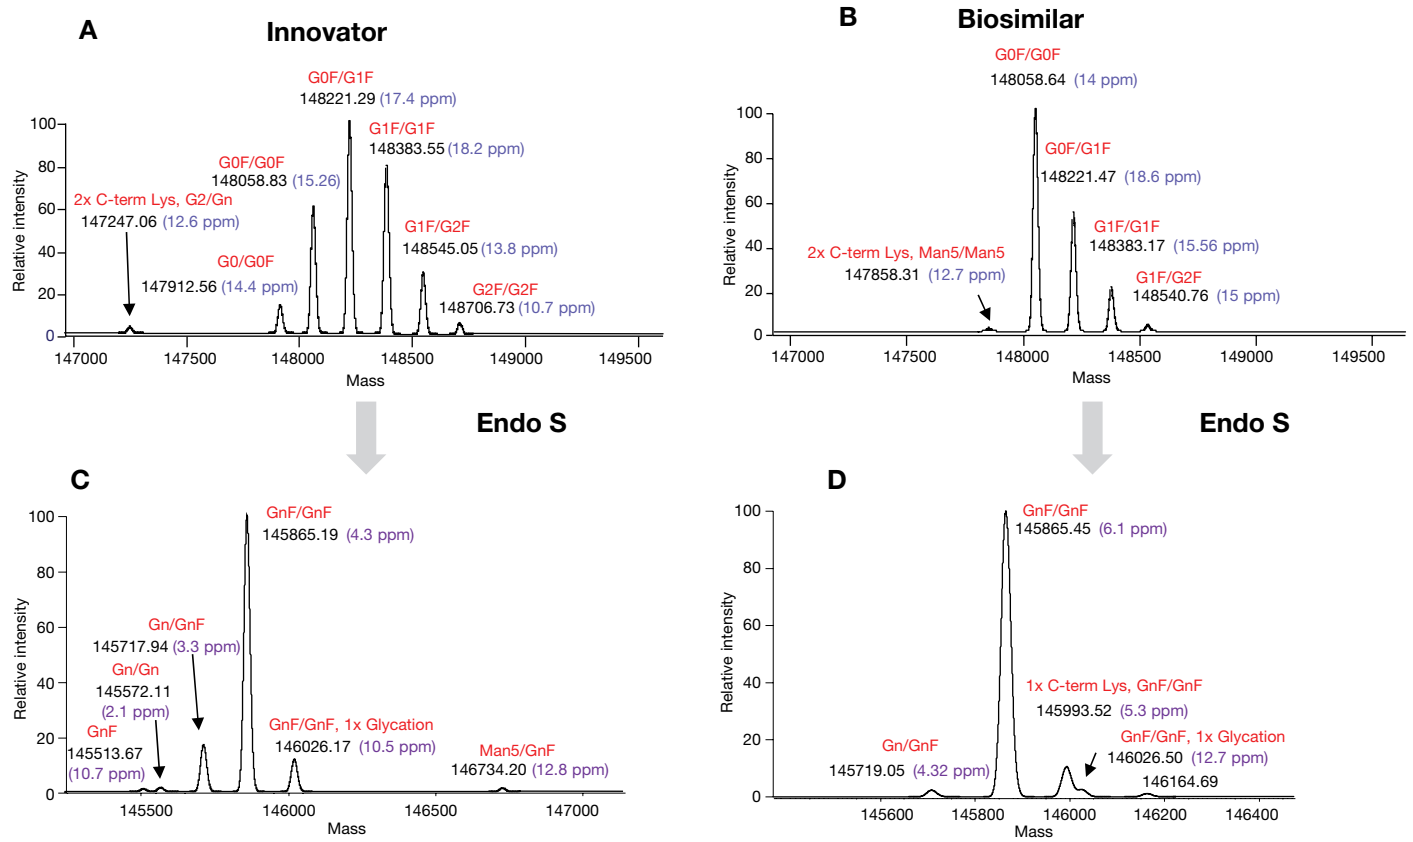 A
Innovator
G0F/G1F
148221.29 (17.4 ppm)
G1F/G1F
148383.55 (18.2 ppm)
G0F/G0F
148058.83 (15.26)
2x C-term Lys, G2/Gn
147247.06 (12.6 ppm)
G1F/G2F
148545.05 (13.8 ppm)
G0/G0F
147912.56 (14.4 ppm)
G2F/G2F
148706.73 (10.7 ppm)
Relative intensity
100
80
60
40
20
0
147000 147500 148000 148500 149000 149500
Mass
B
Biosimilar
G0F/G0F
148058.64 (14 ppm)
G0F/G1F
148221.47 (18.6 ppm)
G1F/G1F
148383.17 (15.56 ppm)
2x C-term Lys, Man5/Man5
147858.31 (12.7 ppm)
G1F/G2F
148540.76 (15 ppm)
Relative intensity
100
80
60
40
20
0
147000 147500 148000 148500 149000 149500
Mass
Endo S
Endo S
C
GnF/GnF
145865.19 (4.3 ppm)
Gn/GnF
145717.94 (3.3 ppm)
Gn/Gn
145572.11
(2.1 ppm)
GnF
145513.67
(10.7 ppm)
GnF/GnF, 1x Glycation
146026.17 (10.5 ppm)
Man5/GnF
146734.20 (12.8 ppm)
Relative intensity
100
80
60
40
20
0
145500 146000 146500 147000
Mass
D
GnF/GnF
145865.45 (6.1 ppm)
1x C-term Lys, GnF/GnF
145993.52 (5.3 ppm)
GnF/GnF, 1x Glycation
146026.50 (12.7 ppm)
146164.69
Gn/GnF
145719.05 (4.32 ppm)
Relative intensity
100
80
60
40
20
0
145600 145800 146000 146200 146400
Mass